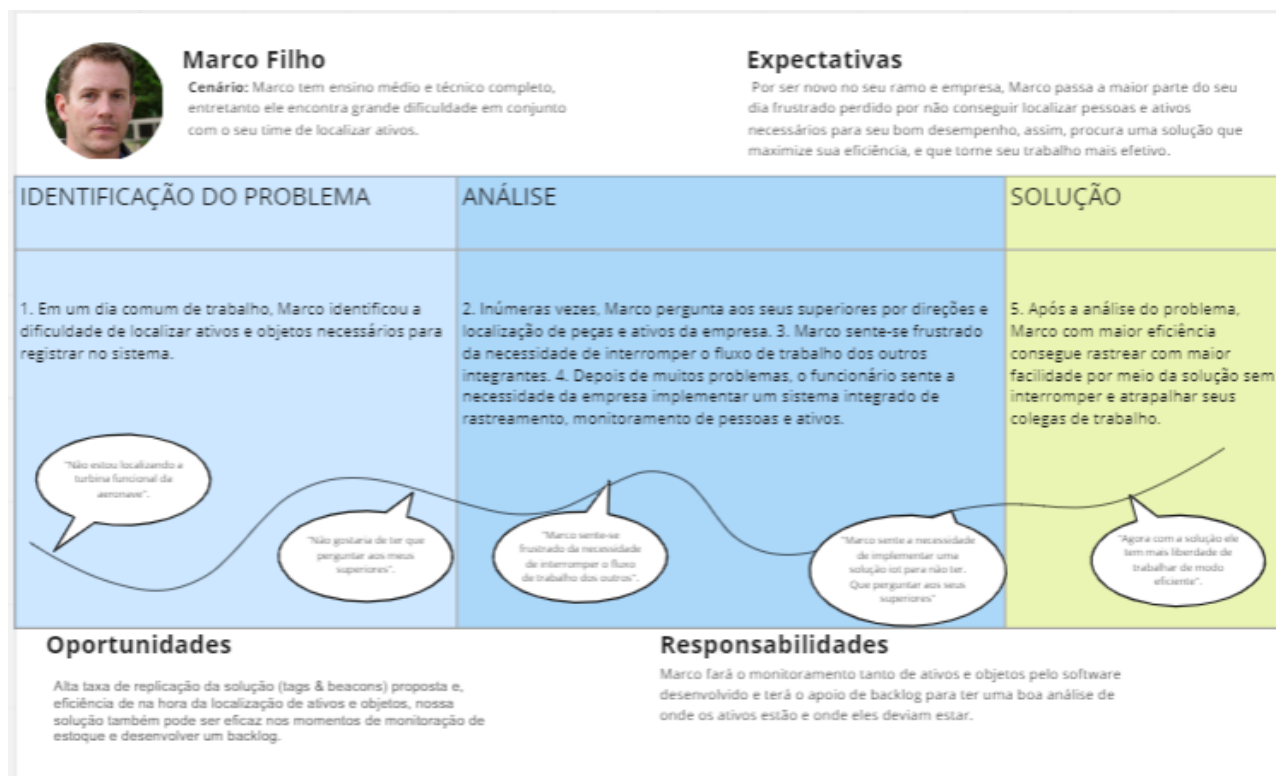 Marco Filho
Cenário: Marco tem ensino médio e técnico completo,
entretanto ele encontra grande dificuldade em conjunto
com o seu time de localizar ativos.
Expectativas
Por ser novo no seu ramo e empresa, Marco passa a maior parte do seu
dia frustrado perdido por não conseguir localizar pessoas e ativos
necessários para seu bom desempenho, assim, procura uma solução que
maximize sua eficiência, e que torne seu trabalho mais efetivo.
IDENTIFICAÇÃO DO PROBLEMA
ANÁLISE
SOLUÇÃO
1. Em um dia comum de trabalho, Marco identificou a
dificuldade de localizar ativos e objetos necessários para
registrar no sistema.
2. Inúmeras vezes, Marco pergunta aos seus superiores por direções e
localização de peças e ativos da empresa. 3. Marco sente-se frustrado
da necessidade de interromper o fluxo de trabalho dos outros
integrantes. 4. Depois de muitos problemas, o funcionário sente a
necessidade da empresa implementar um sistema integrado de
rastreamento, monitoramento de pessoas e ativos.
5. Após a análise do problema,
Marco com maior eficiência
consegue rastrear com maior
facilidade por meio da solução sem
interromper e atrapalhar seus
colegas de trabalho.
"Não estou localizando a
turbina funcional da
aeronave".
"Não gostaria de ter que
perguntar aos meus
superiores".
"Marco sente-se
frustrado da necessidade
de interromper o fluxo
de trabalho dos outros".
"Marco sente a necessidade
de implementar uma
solução iot para não ter.
Que perguntar aos seus
superiores"
"Agora com a solução ele
tem mais liberdade de
trabalhar de modo
eficiente".
Oportunidades
Alta taxa de replicação da solução (tags & beacons) proposta e,
eficiência de na hora da localização de ativos e objetos, nossa
solução também pode ser eficaz nos momentos de monitoração de
estoque e desenvolver um backlog.
Responsabilidades
Marco fará o monitoramento tanto de ativos e objetos pelo software
desenvolvido e terá o apoio de backlog para ter uma boa análise de
onde os ativos estão e onde eles deviam estar.